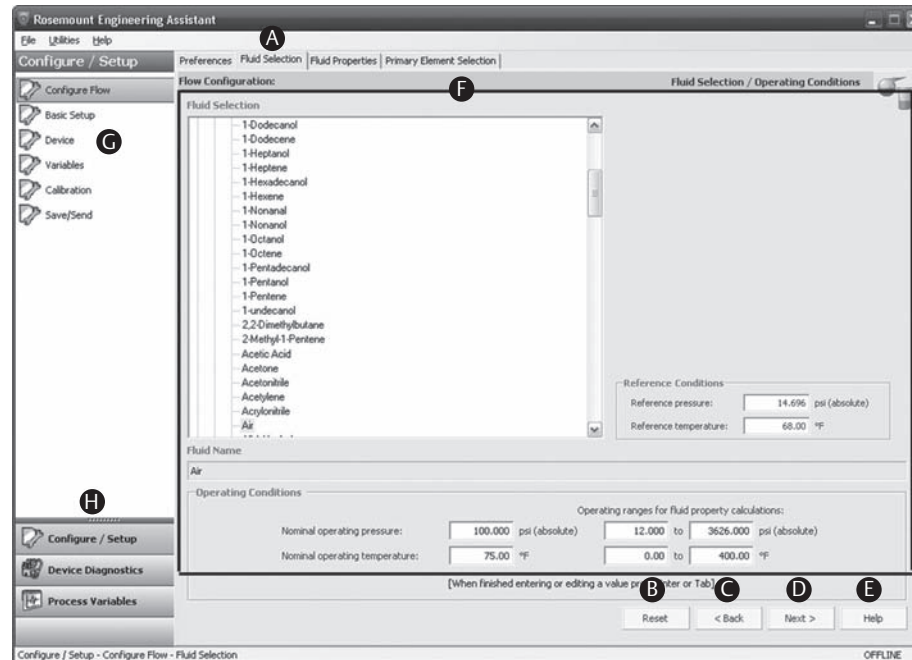 Rosemount Engineering Assistant
File Utilities Help
A
Configure / Setup
Preferences Fluid Selection Fluid Properties Primary Element Selection
Flow Configuration:
F
Fluid Selection / Operating Conditions
Configure Flow
Basic Setup
Device
G
Variables
Calibration
Save/Send
Fluid Selection
1-Dodecanol
1-Dodecene
1-Heptanol
1-Heptene
1-Hexadecanol
1-Hexene
1-Nonanal
1-Nonanol
1-Octanol
1-Octene
1-Pentadecanol
1-Pentanol
1-Pentene
1-undecanol
2,2-Dimethylbutane
2-Methyl-1-Pentene
Acetic Acid
Acetone
Acetonitrile
Acetylene
Acrylonitrile
Air
Reference Conditions
Reference pressure: 14.696 psi (absolute)
Reference temperature: 68.00 °F
Fluid Name
Air
Operating Conditions
Operating ranges for fluid property calculations:
Nominal operating pressure: 100.000 psi (absolute) 12.000 to 3626.000 psi (absolute)
Nominal operating temperature: 75.00 °F 0.00 to 400.00 °F
[When finished entering or editing a value or Tab]
H
Configure / Setup
Device Diagnostics
Process Variables
B C D E
Reset < Back Next > Help
Configure / Setup - Configure Flow - Fluid Selection
OFFLINE